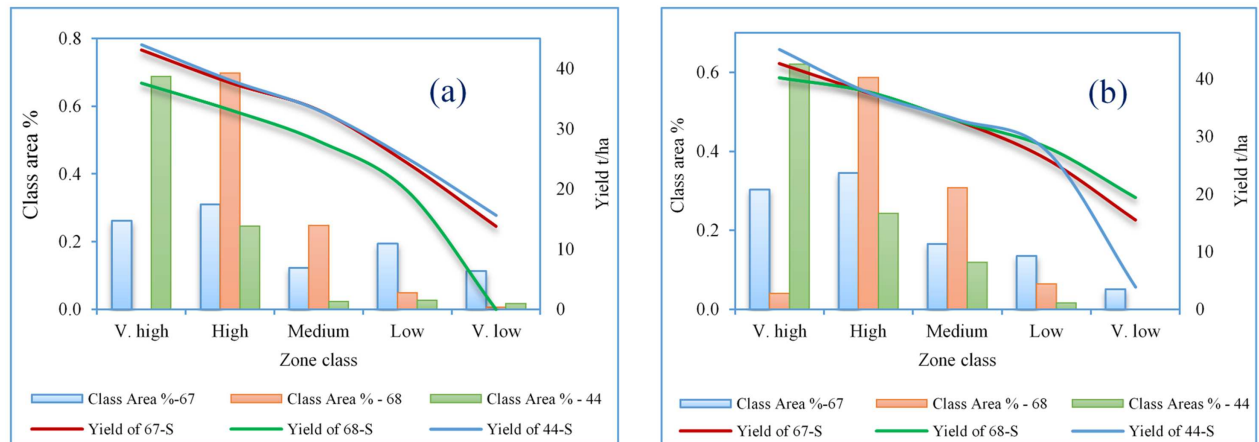 (a)
Class area %
0.8
0.6
0.4
0.2
0.0
Yield t/ha
40
30
20
10
0
V. high High Medium Low V. low
Zone class
Class Area %-67 Class Area % - 68 Class Area % - 44
Yield of 67-S Yield of 68-S Yield of 44-S
(b)
Class area %
0.6
0.4
0.2
0.0
Yield t/ha
40
30
20
10
0
V. high High Medium Low V. low
Zone class
Class Area %-67 Class Area % - 68 Class Areas % - 44
Yield of 67-S Yield of 68-S Yield of 44-S